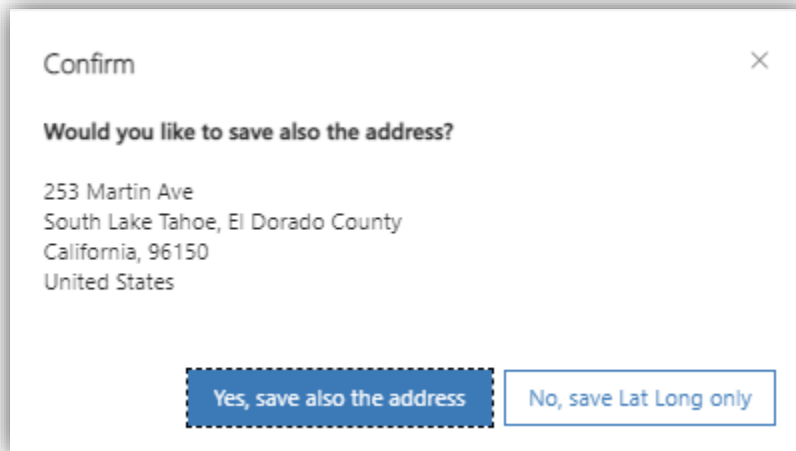 Confirm
Would you like to save also the address?
253 Martin Ave
South Lake Tahoe, El Dorado County
California, 96150
United States
Yes, save also the address
No, save Lat Long only